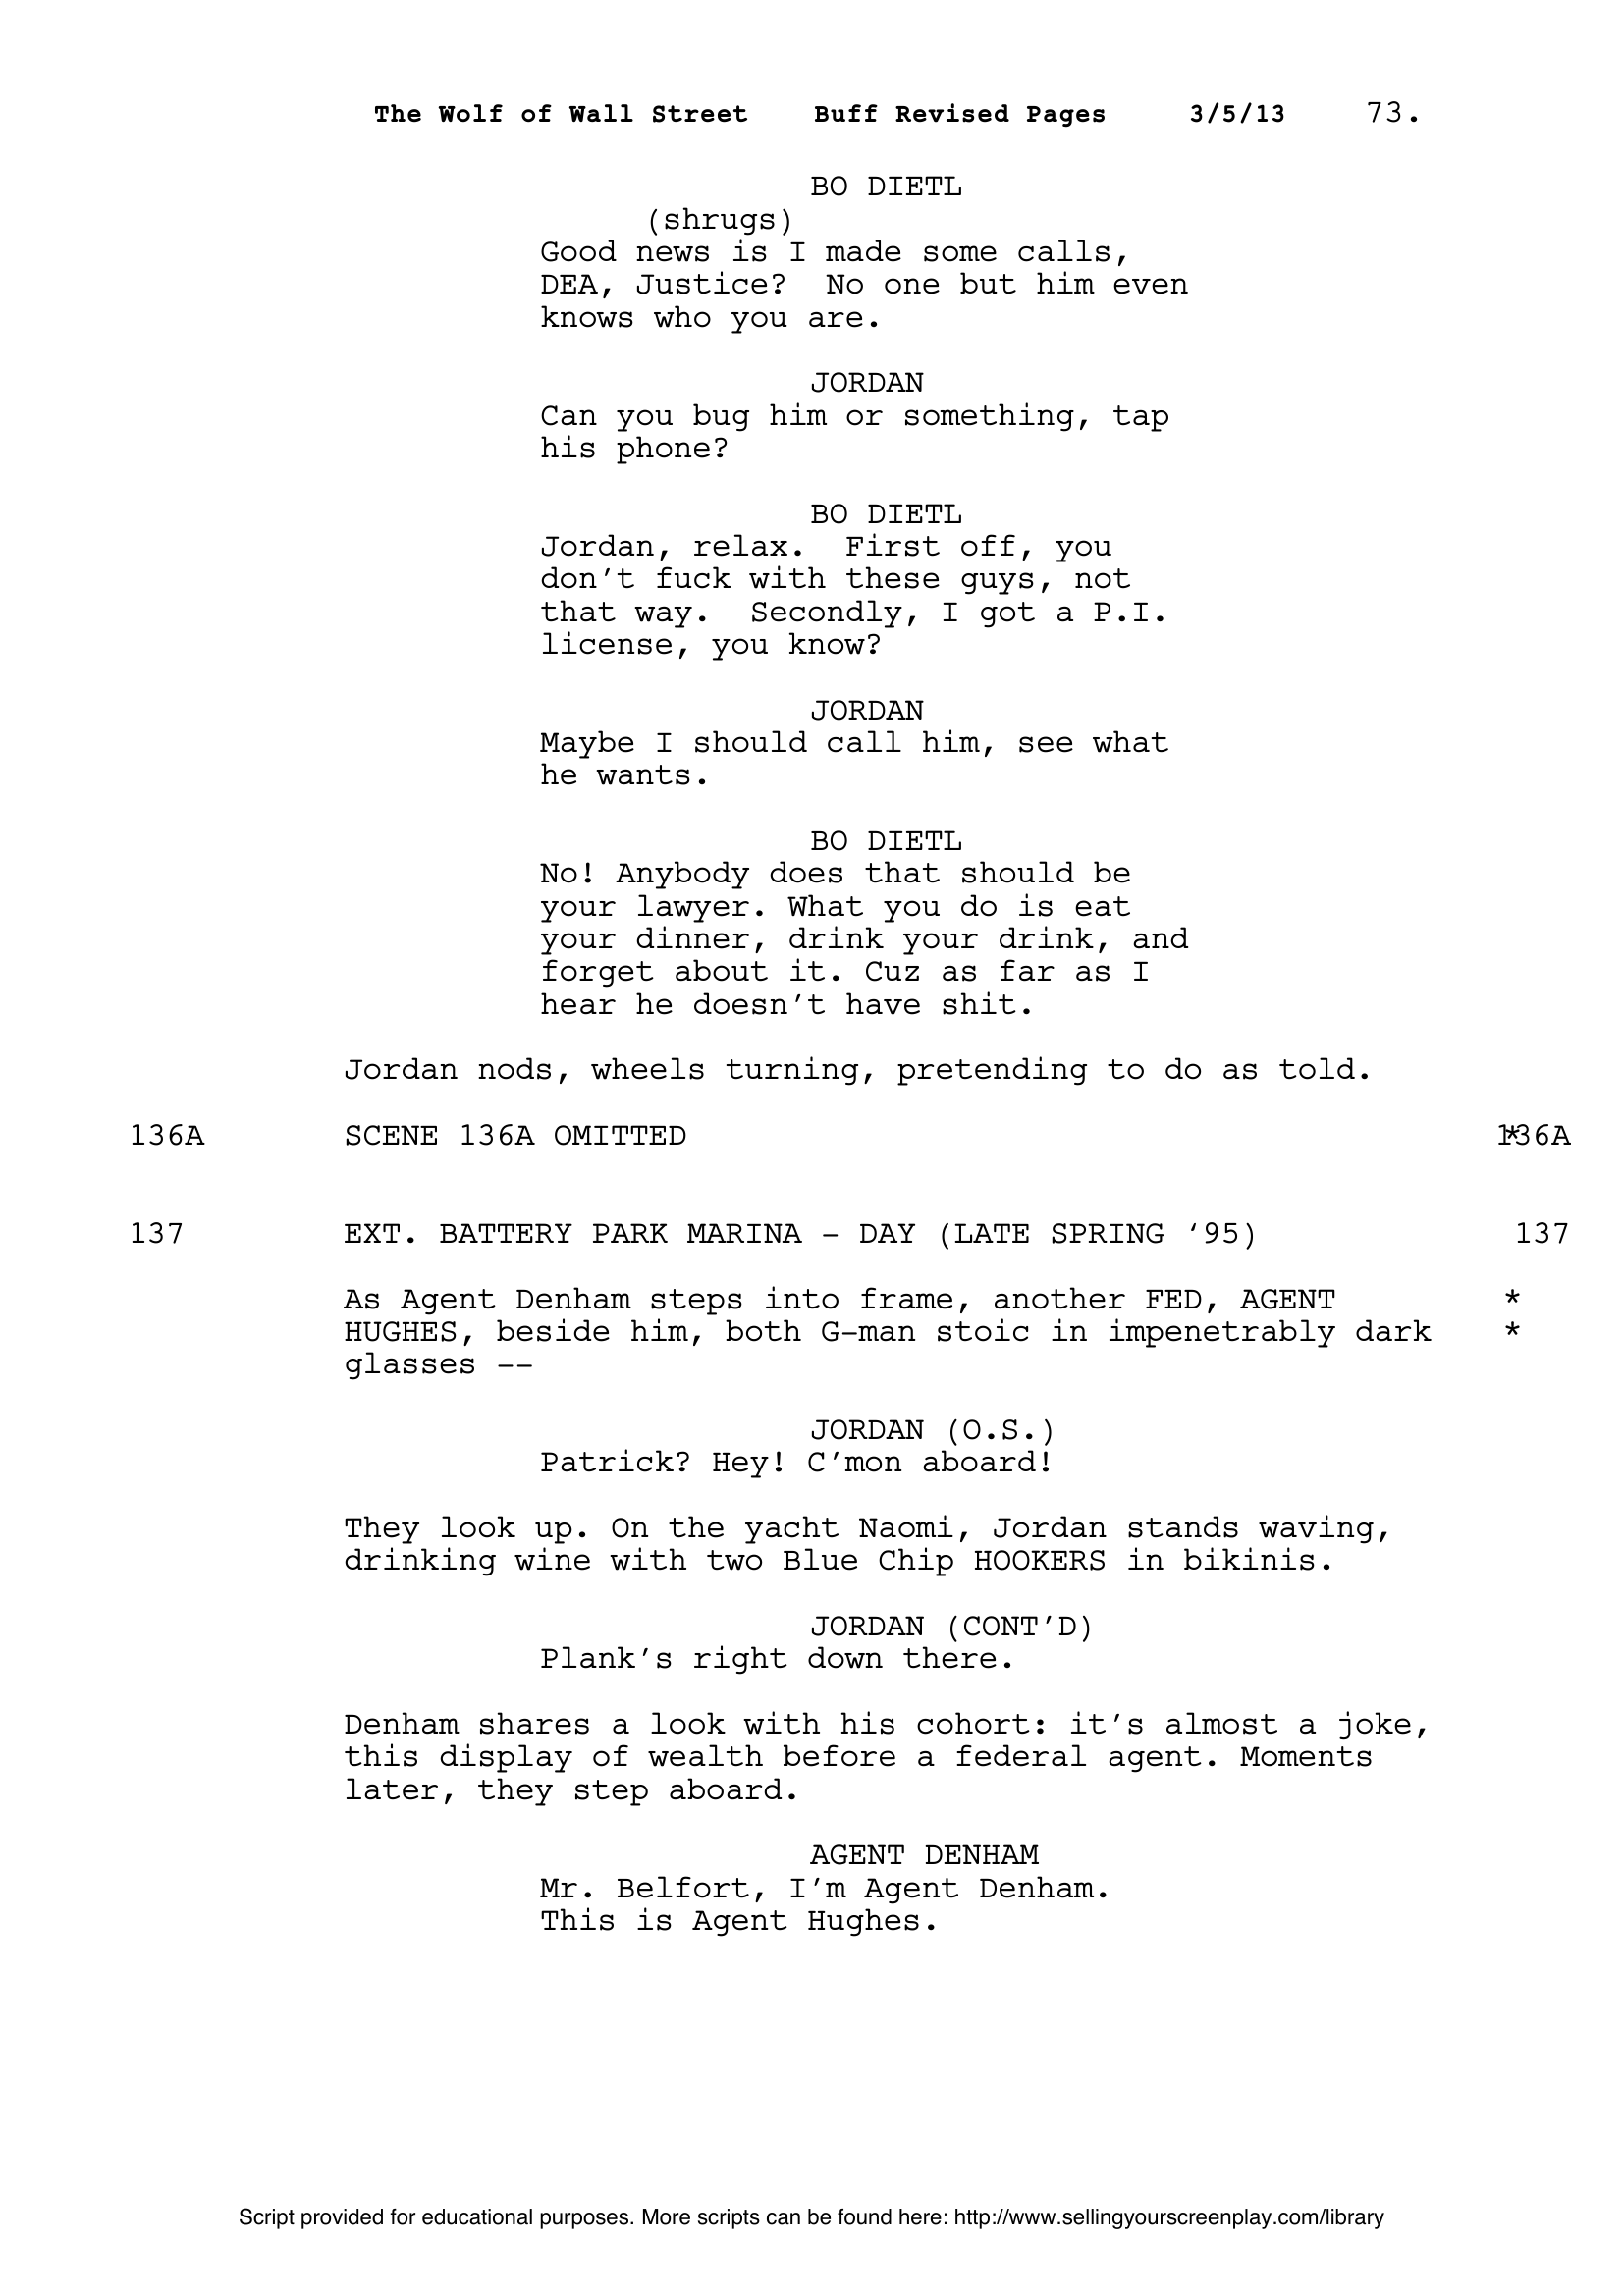 The Wolf of Wall Street    Buff Revised Pages    3/5/13    73.
BO DIETL
(shrugs)
Good news is I made some calls,
DEA, Justice?  No one but him even
knows who you are.
JORDAN
Can you bug him or something, tap
his phone?
BO DIETL
Jordan, relax.  First off, you
don’t fuck with these guys, not
that way.  Secondly, I got a P.I.
license, you know?
JORDAN
Maybe I should call him, see what
he wants.
BO DIETL
No! Anybody does that should be
your lawyer. What you do is eat
your dinner, drink your drink, and
forget about it. Cuz as far as I
hear he doesn’t have shit.
Jordan nods, wheels turning, pretending to do as told.
136A    SCENE 136A OMITTED    * 136A
137    EXT. BATTERY PARK MARINA - DAY (LATE SPRING ‘95)    137
As Agent Denham steps into frame, another FED, AGENT    *
HUGHES, beside him, both G-man stoic in impenetrably dark    *
glasses --
JORDAN (O.S.)
Patrick? Hey! C’mon aboard!
They look up. On the yacht Naomi, Jordan stands waving,
drinking wine with two Blue Chip HOOKERS in bikinis.
JORDAN (CONT’D)
Plank’s right down there.
Denham shares a look with his cohort: it’s almost a joke,
this display of wealth before a federal agent. Moments
later, they step aboard.
AGENT DENHAM
Mr. Belfort, I’m Agent Denham.
This is Agent Hughes.
Script provided for educational purposes. More scripts can be found here: http://www.sellingyourscreenplay.com/library